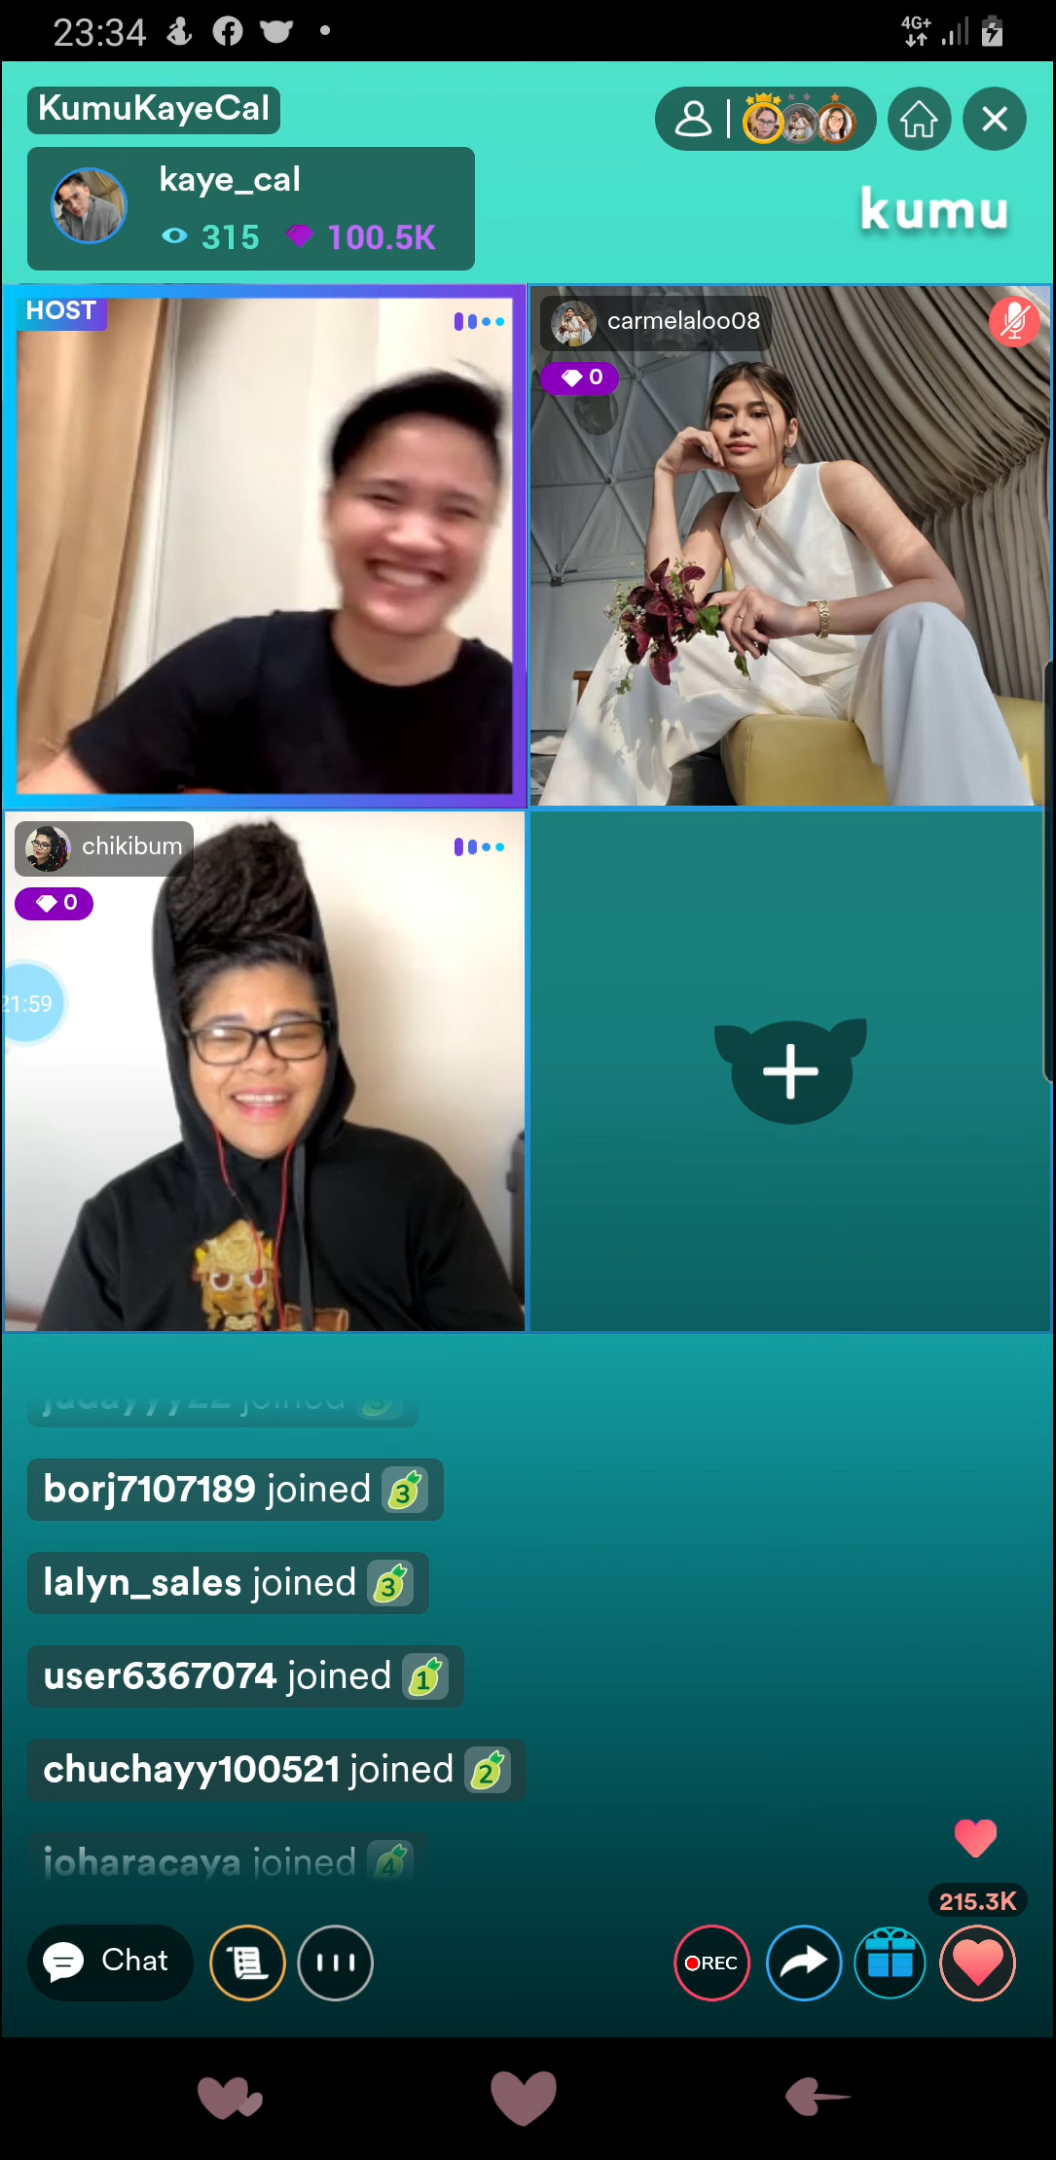 23:34
4G+
KumuKayeCal
kaye_cal
315 100.5K
kumu
HOST
carmelaloo08
0
chikibum
0
21:59
joined
borj7107189 joined 3
lalyn_sales joined 3
user6367074 joined 1
chuchayy100521 joined 2
joharacaya joined 4
215.3K
Chat
REC